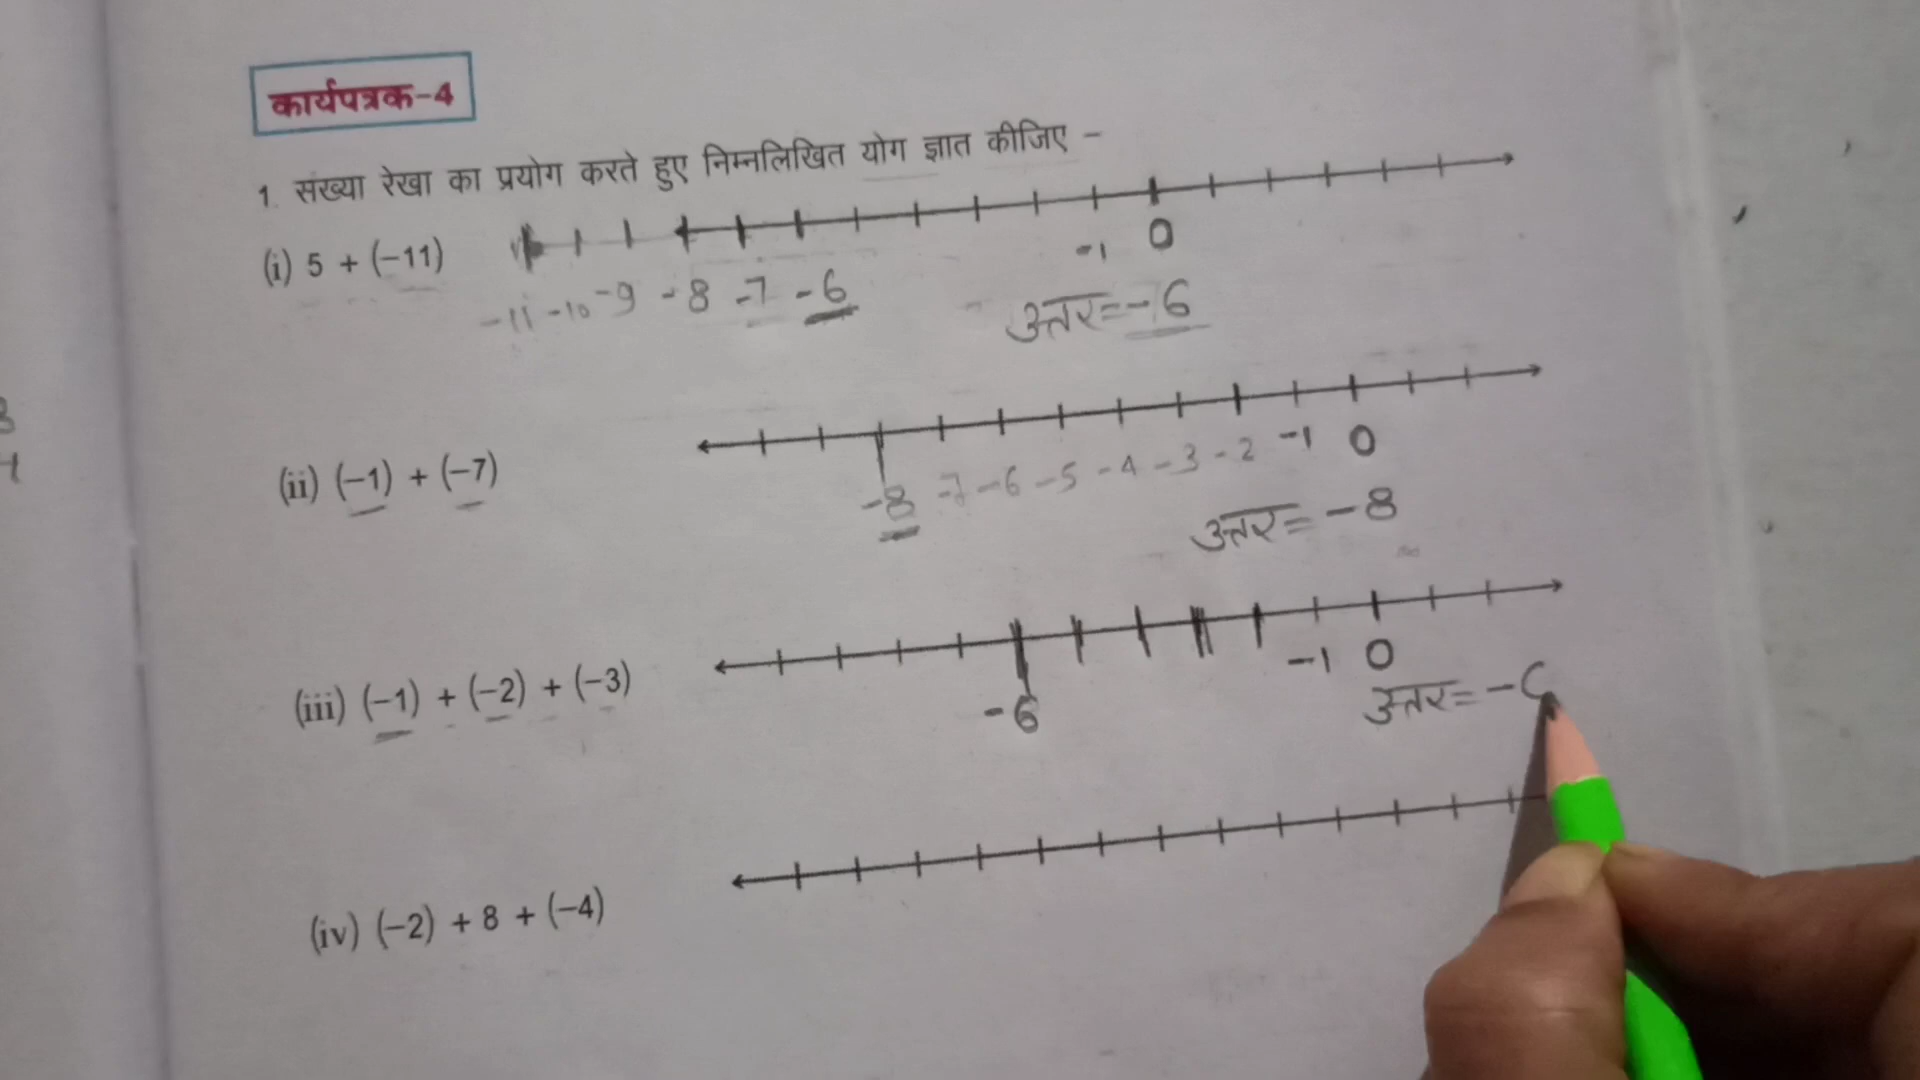 कार्यपत्रक-4
1. संख्या रेखा का प्रयोग करते हुए निम्नलिखित योग ज्ञात कीजिए –
(i) 5 + (−11)
-1 0
-11 -10 -9 -8 -7 -6
उत्तर=-6
(ii) (−1) + (−7)
-8 -7 -6 -5 -4 -3 -2 -1 0
उत्तर= -8
(iii) (−1) + (−2) + (−3)
-6 -1 0
उत्तर= -
(iv) (−2) + 8 + (−4)